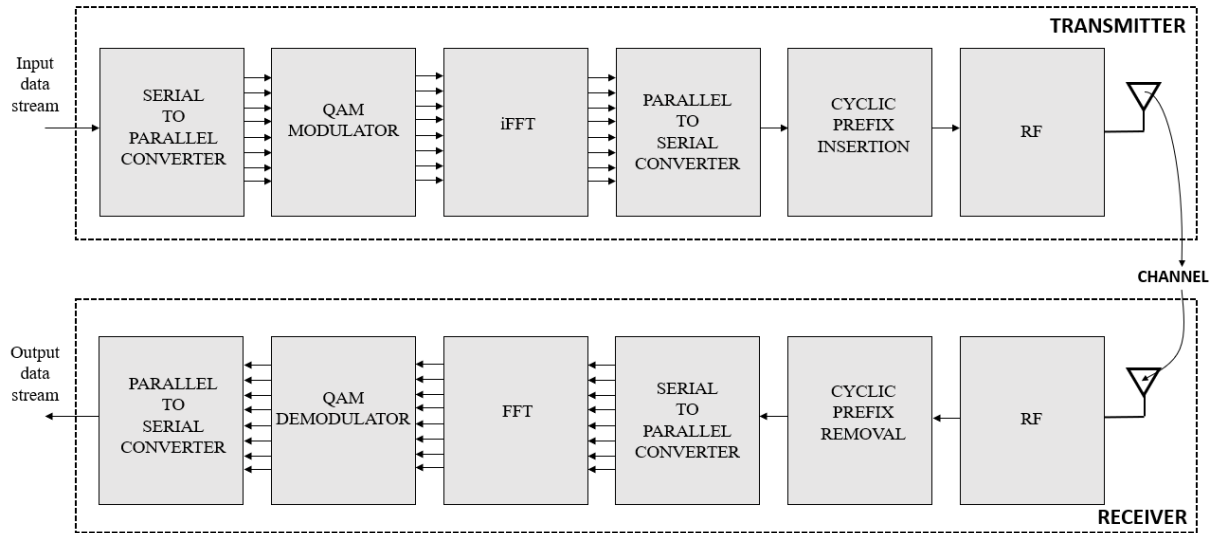 TRANSMITTER
Input
data
stream
SERIAL
TO
PARALLEL
CONVERTER
QAM
MODULATOR
iFFT
PARALLEL
TO
SERIAL
CONVERTER
CYCLIC
PREFIX
INSERTION
RF
CHANNEL
Output
data
stream
PARALLEL
TO
SERIAL
CONVERTER
QAM
DEMODULATOR
FFT
SERIAL
TO
PARALLEL
CONVERTER
CYCLIC
PREFIX
REMOVAL
RF
RECEIVER